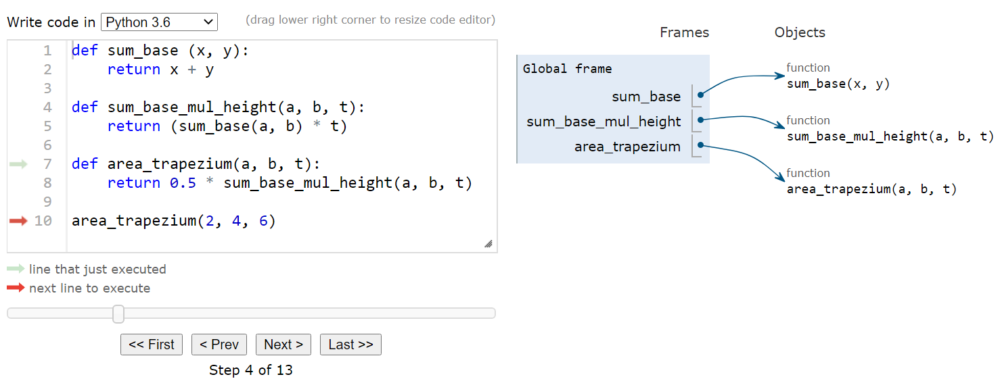 Write code in Python 3.6 (drag lower right corner to resize code editor)
1 def sum_base (x, y):
2     return x + y
3
4 def sum_base_mul_height(a, b, t):
5     return (sum_base(a, b) * t)
6
7 def area_trapezium(a, b, t):
8     return 0.5 * sum_base_mul_height(a, b, t)
9
10 area_trapezium(2, 4, 6)
line that just executed
next line to execute
<< First < Prev Next > Last >>
Step 4 of 13
Frames Objects
Global frame
sum_base
sum_base_mul_height
area_trapezium
function
sum_base(x, y)
function
sum_base_mul_height(a, b, t)
function
area_trapezium(a, b, t)